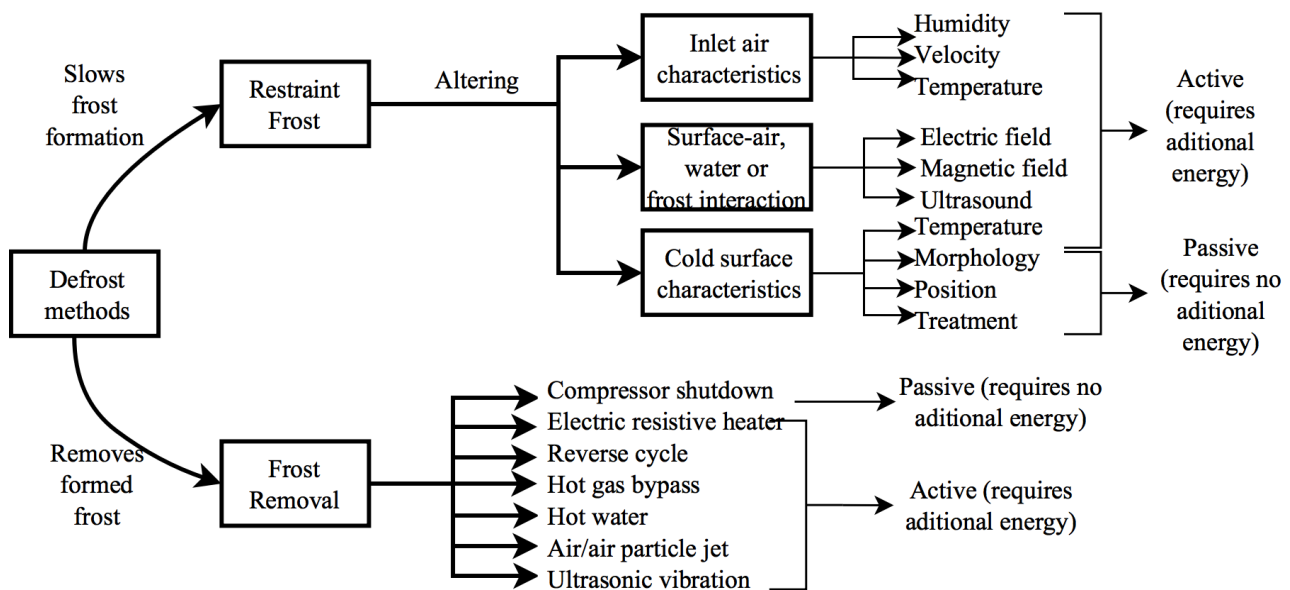 Defrost
methods
Slows
frost
formation
Restraint
Frost
Altering
Inlet air
characteristics
Humidity
Velocity
Temperature
Surface-air,
water or
frost interaction
Electric field
Magnetic field
Ultrasound
Cold surface
characteristics
Temperature
Morphology
Position
Treatment
Active
(requires
aditional
energy)
Passive
(requires no
aditional
energy)
Removes
formed
frost
Frost
Removal
Compressor shutdown
Electric resistive heater
Reverse cycle
Hot gas bypass
Hot water
Air/air particle jet
Ultrasonic vibration
Passive (requires no
aditional energy)
Active (requires
aditional energy)